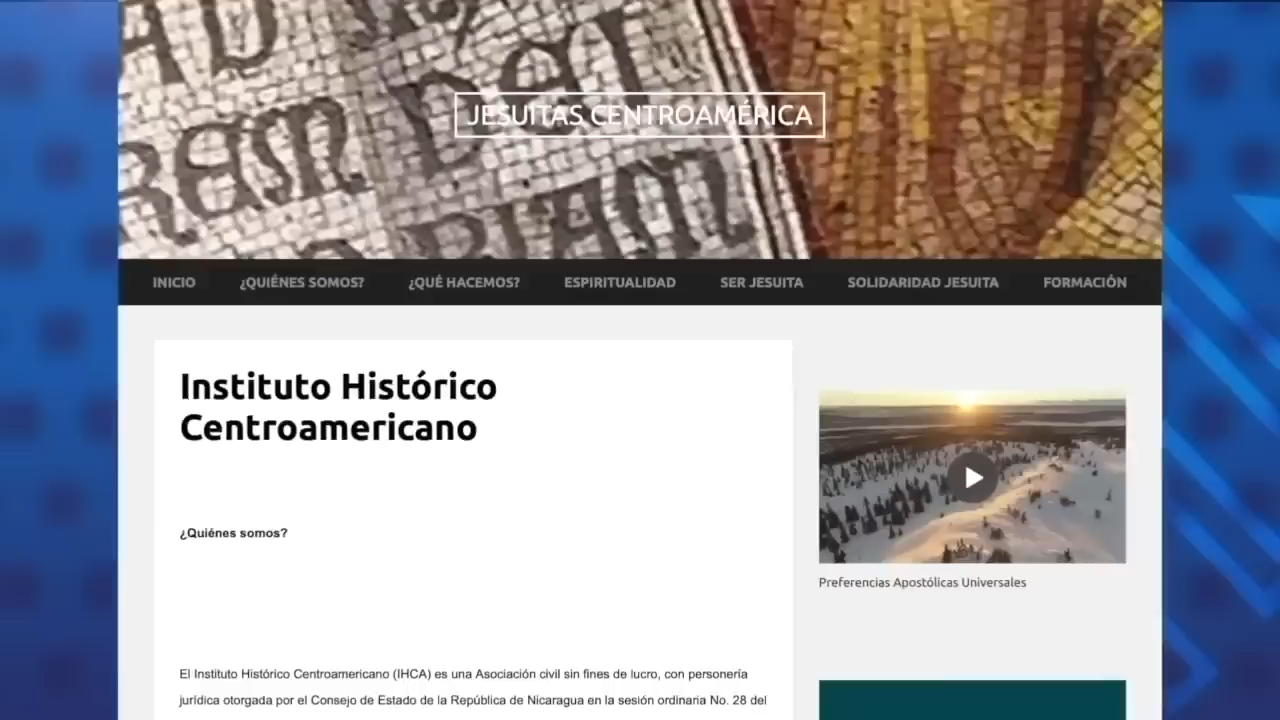 JESUITAS CENTROAMÉRICA
INICIO ¿QUIÉNES SOMOS? ¿QUÉ HACEMOS? ESPIRITUALIDAD SER JESUITA SOLIDARIDAD JESUITA FORMACIÓN
Instituto Histórico
Centroamericano
¿Quiénes somos?
Preferencias Apostólicas Universales
El Instituto Histórico Centroamericano (IHCA) es una Asociación civil sin fines de lucro, con personería
jurídica otorgada por el Consejo de Estado de la República de Nicaragua en la sesión ordinaria No. 28 del